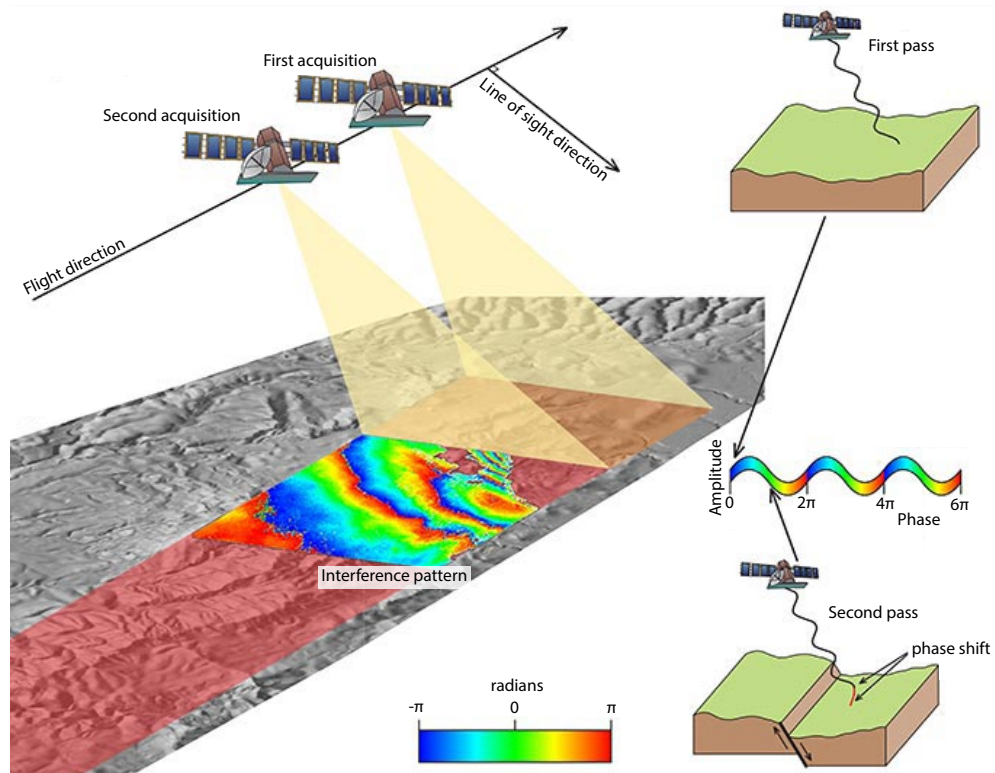 First acquisition
Second acquisition
Line of sight direction
Flight direction
First pass
Amplitude
0
2π
4π
6π
Phase
Interference pattern
Second pass
phase shift
radians
-π
0
π